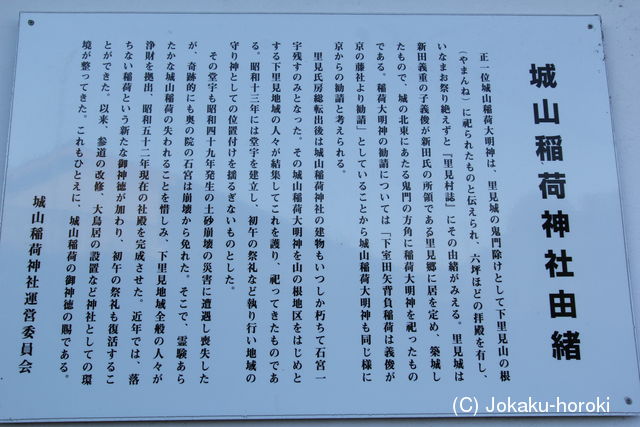 城山稲荷神社由緒
正一位城山稲荷大明神は、里見城の鬼門除けとして下里見山の根
（やまんね）に祀られたものと伝えられ、六坪ほどの拝殿を有し、
いなまお祭り絶えずと『里見村誌』にその由緒がみえる。里見城は
新田義重の子義俊が新田氏の所領である里見郷に居を定め、築城し
たもので、城の北東にあたる鬼門の方角に稲荷大明神を祀ったもの
である。稲荷大明神の勧請については「下室田矢背負稲荷は義俊が
京の藤社より勧請」としていることから城山稲荷大明神も同じ様に
京からの勧請と考えられる。
里見氏房総転出後は城山稲荷神社の建物もいつしか朽ちて石宮一
宇残すのみとなった。その城山稲荷大明神を山の根地区をはじめと
する下里見地域の人々が結集してこれを護り、祀ってきたものであ
る。昭和十三年には堂宇を建立し、初午の祭礼など執り行い地域の
守り神としての位置付けを揺るぎないものとした。
その堂宇も昭和四十九年発生の土砂崩壊の災害に遭遇し喪失した
が、奇跡的にも奥の院の石宮は崩壊から免れた。そこで、霊験あら
たかな城山稲荷の失われることを惜しみ、下里見地域全般の人々が
浄財を拠出、昭和五十二年現在の社殿を完成させた。近年では、落
ちない稲荷という新たな御神徳が加わり、初午の祭礼も復活するこ
とができた。以来、参道の改修、大鳥居の設置など神社としての環
境が整ってきた。これもひとえに、城山稲荷の御神徳の賜である。
城山稲荷神社運営委員会
(C) Jokaku-horoki